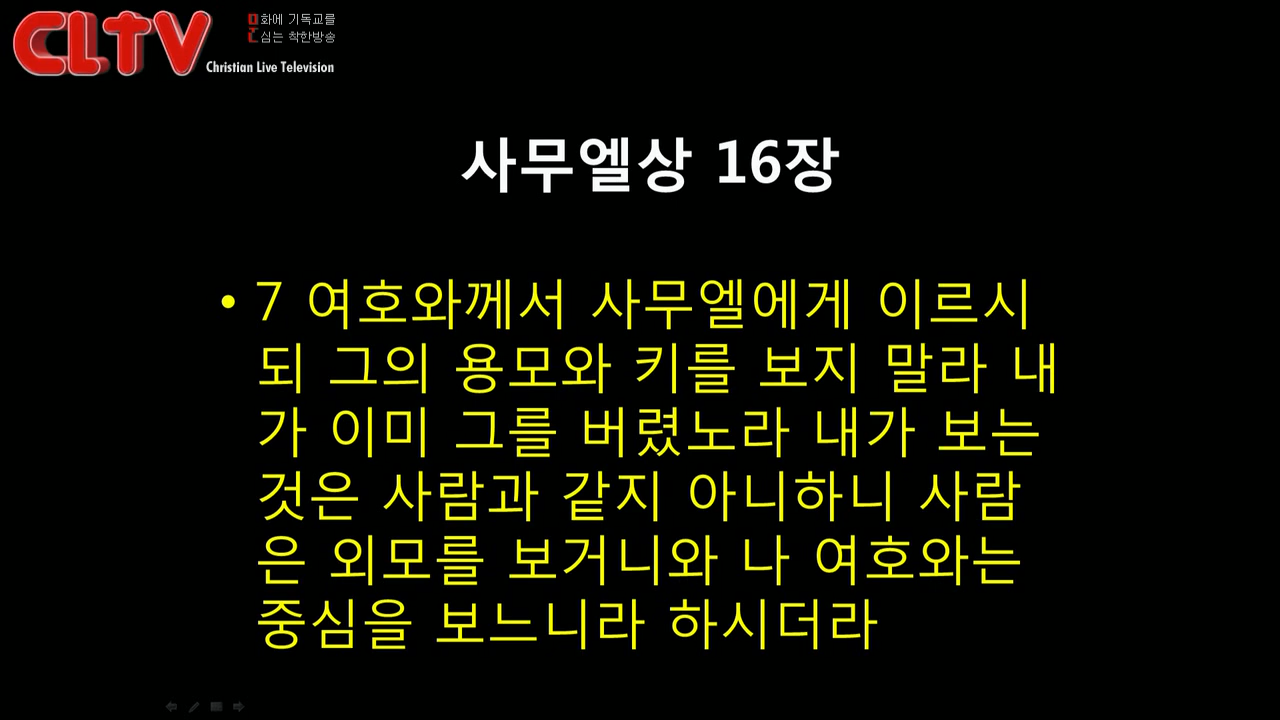 CLTV
문화에 기독교를
심는 착한방송
Christian Live Television
사무엘상 16장
• 7 여호와께서 사무엘에게 이르시
되 그의 용모와 키를 보지 말라 내
가 이미 그를 버렸노라 내가 보는
것은 사람과 같지 아니하니 사람
은 외모를 보거니와 나 여호와는
중심을 보느니라 하시더라